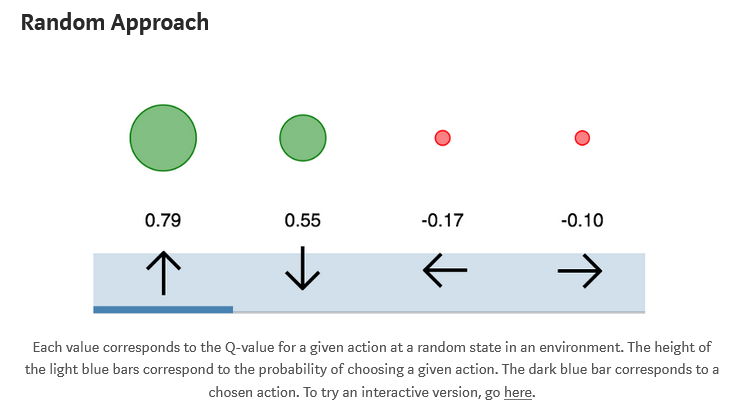 Random Approach
0.79 0.55 -0.17 -0.10
Each value corresponds to the Q-value for a given action at a random state in an environment. The height of
the light blue bars correspond to the probability of choosing a given action. The dark blue bar corresponds to a
chosen action. To try an interactive version, go here.